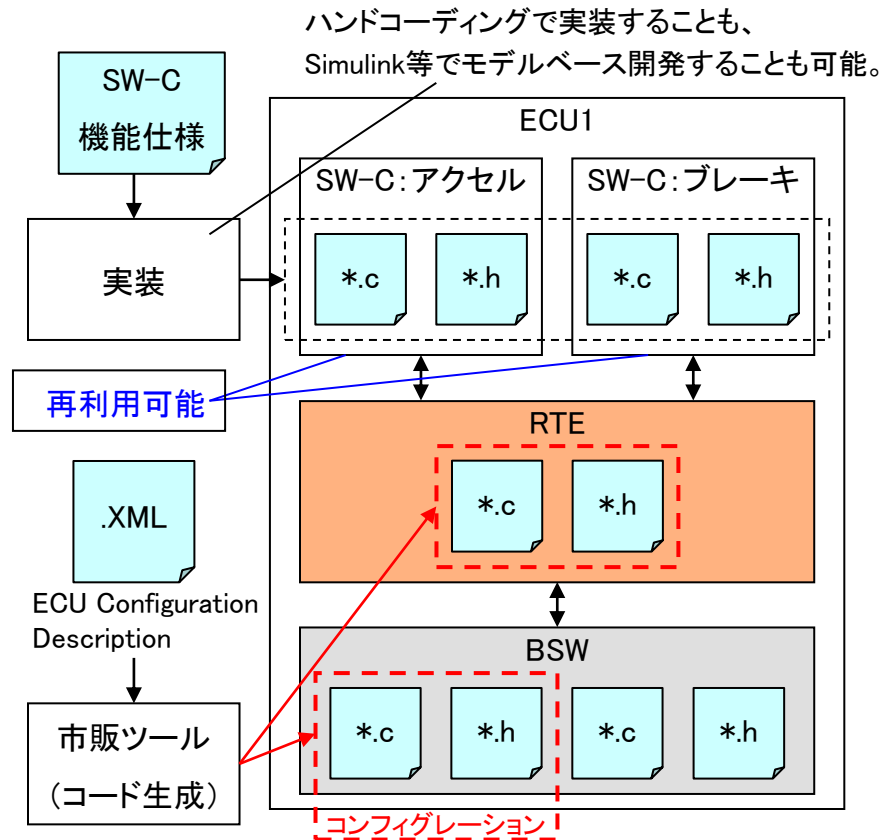 ハンドコーディングで実装することも、
Simulink等でモデルベース開発することも可能。
SW-C
機能仕様
ECU1
SW-C：アクセル
SW-C：ブレーキ
実装
*.c
*.h
*.c
*.h
再利用可能
RTE
*.c
*.h
.XML
ECU Configuration
Description
BSW
市販ツール
（コード生成）
*.c
*.h
*.c
*.h
コンフィグレーション